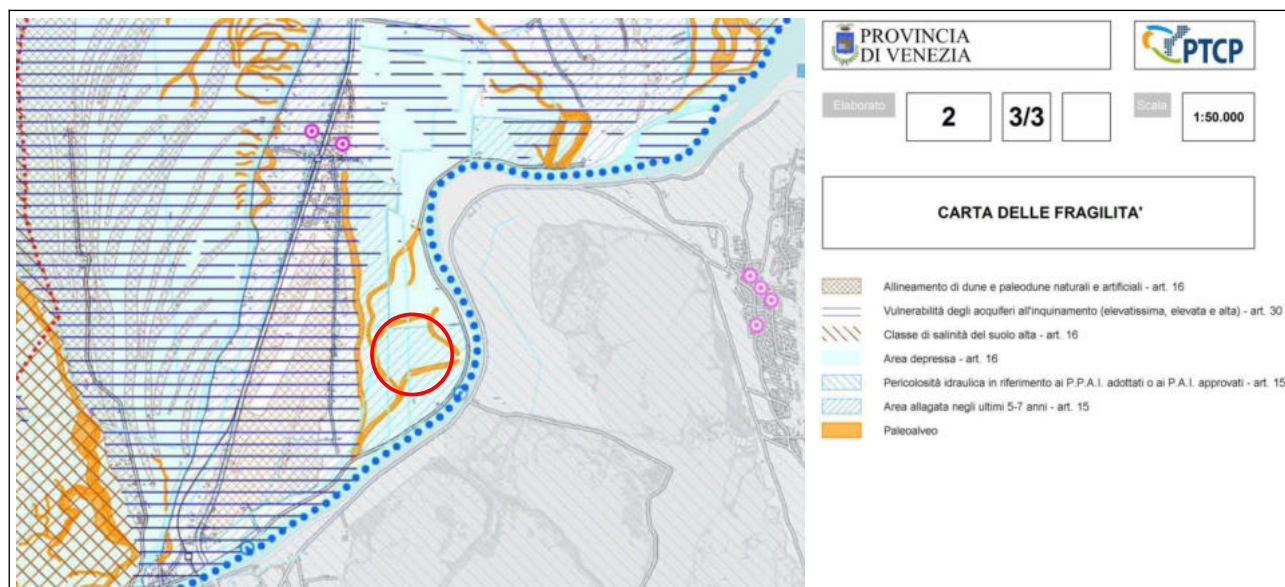 PROVINCIA
DI VENEZIA
PTCP
Elaborato
2
3/3
Scala
1:50.000
CARTA DELLE FRAGILITA'
Allineamento di dune e paleodune naturali e artificiali - art. 16
Vulnerabilità degli acquiferi all'inquinamento (elevatissima, elevata e alta) - art. 30
Classe di salinità del suolo alta - art. 16
Area depressa - art. 16
Pericolosità idraulica in riferimento ai P.P.A.I. adottati o ai P.A.I. approvati - art. 15
Area allagata negli ultimi 5-7 anni - art. 15
Paleoalveo